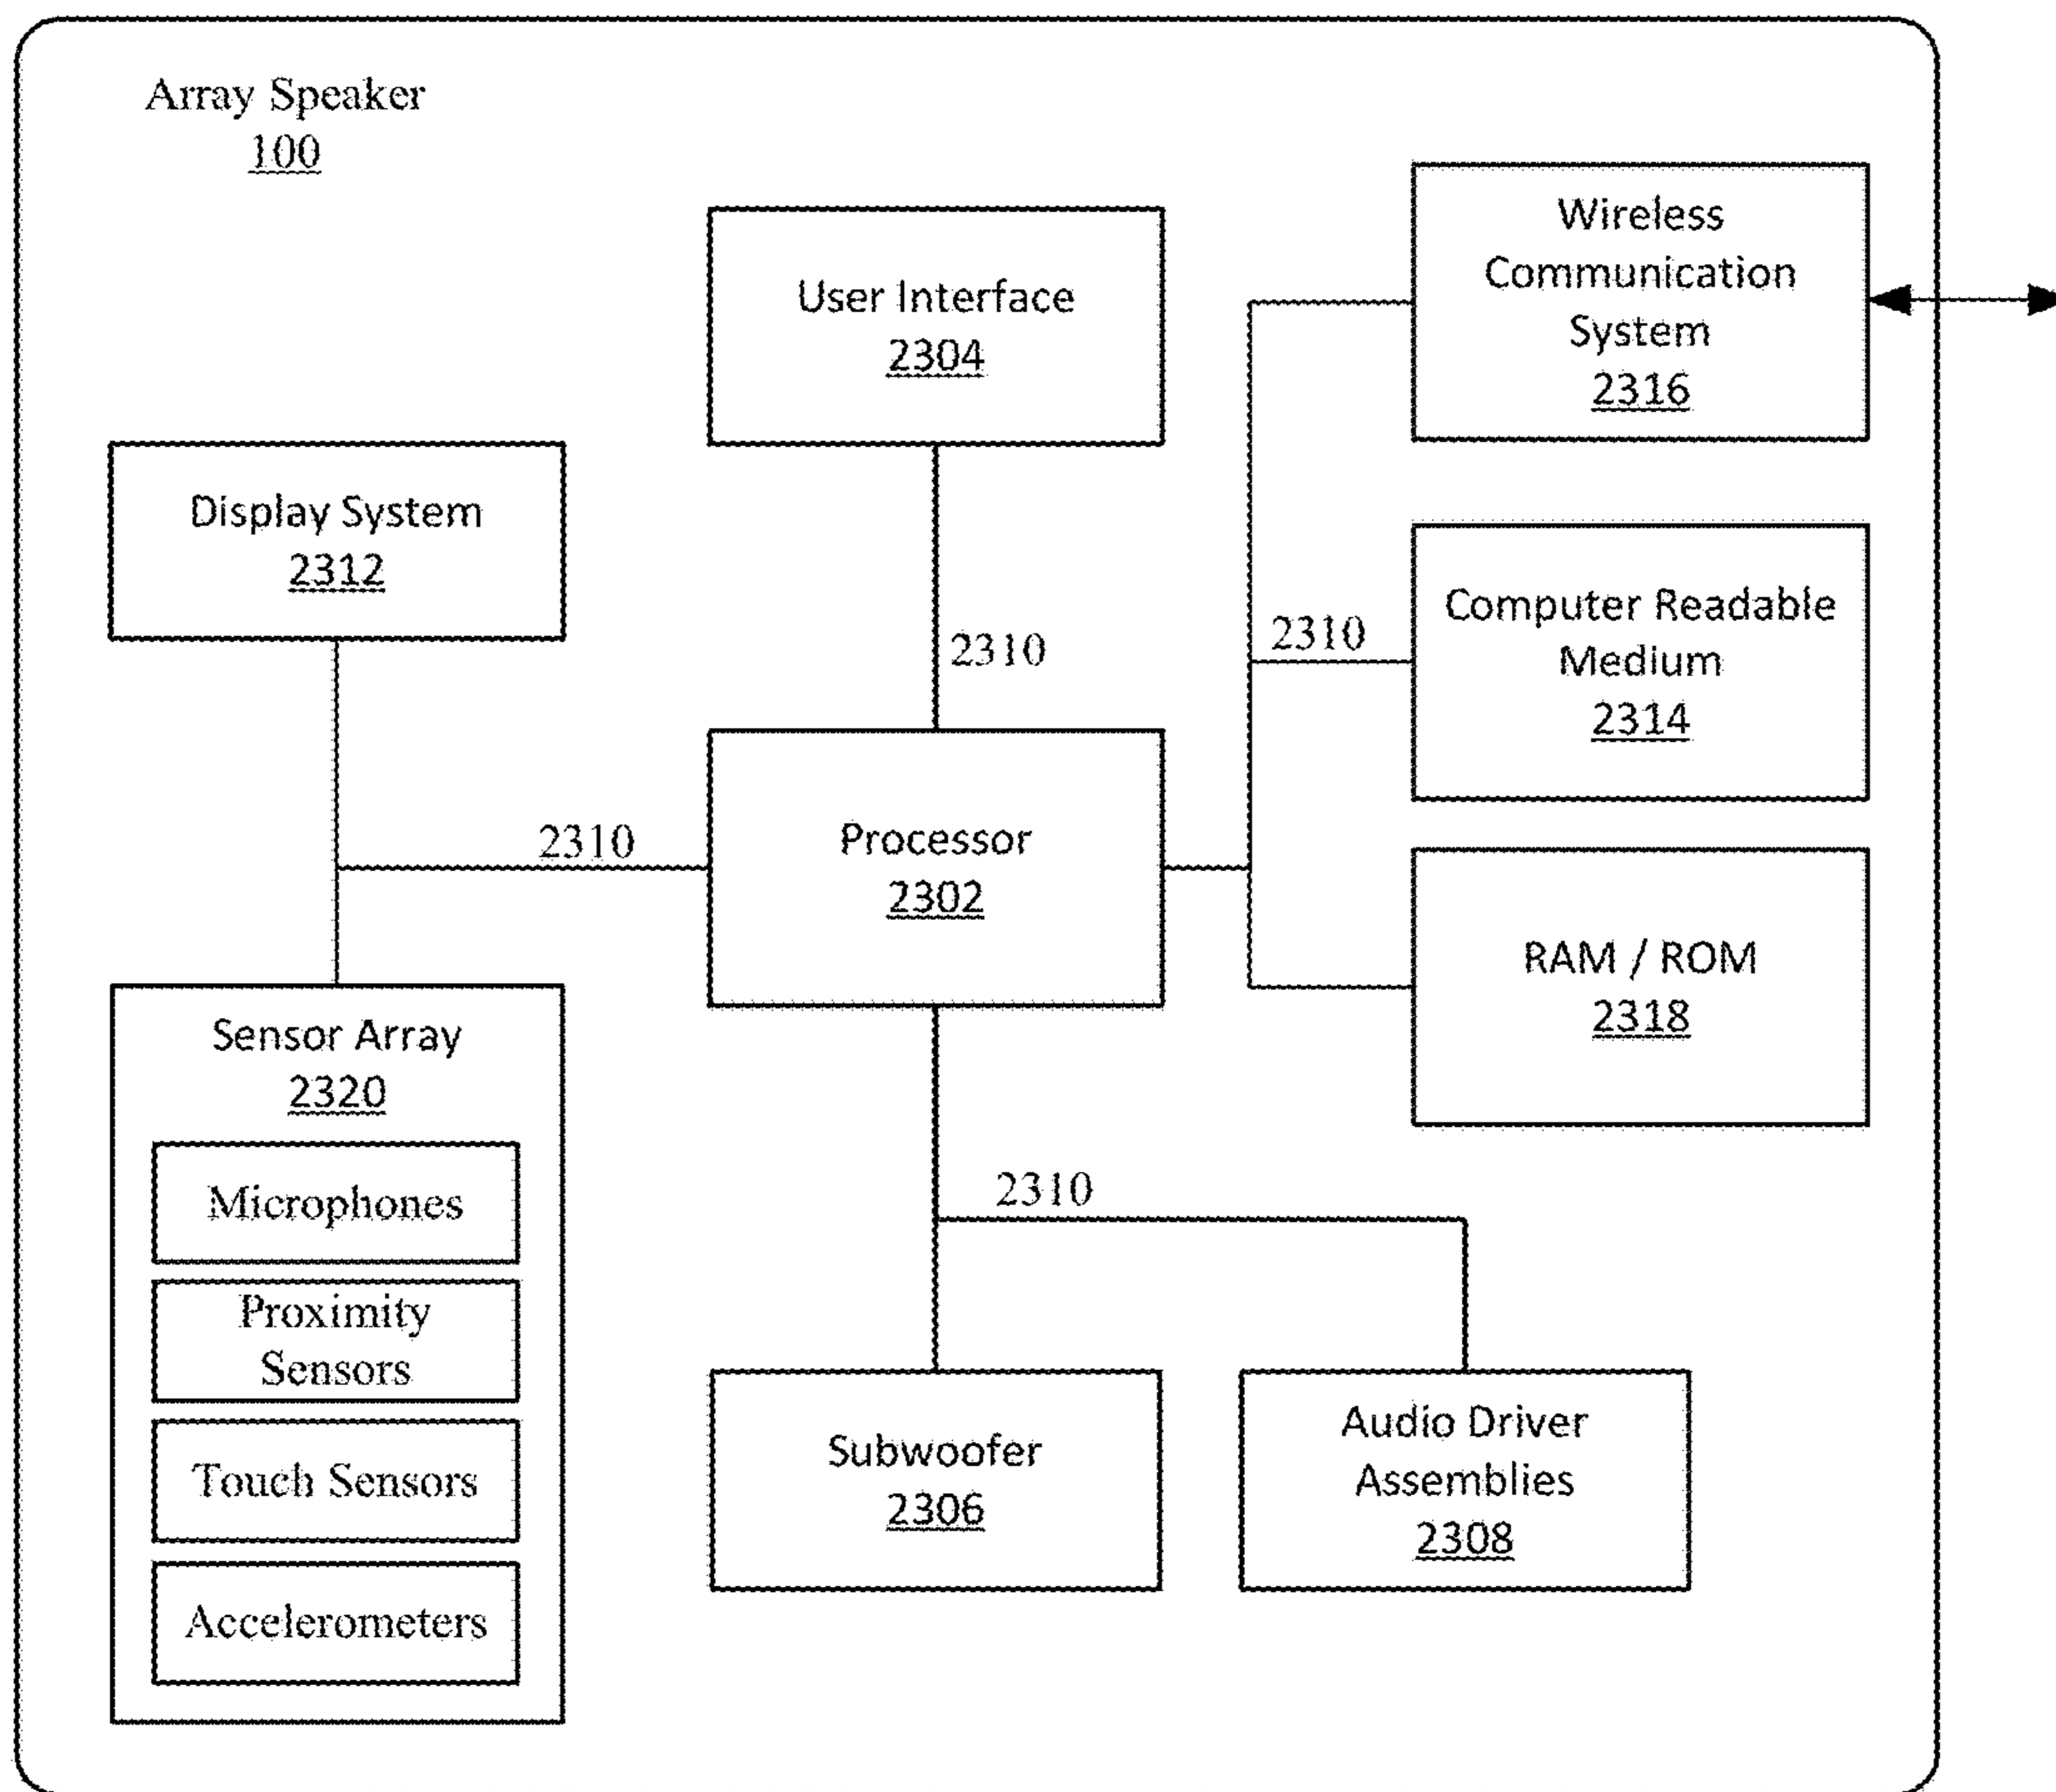 Array Speaker
100
User Interface
2304
Wireless
Communication
System
2316
Display System
2312
Computer Readable
Medium
2314
2310
2310
2310
Processor
2302
RAM / ROM
2318
Sensor Array
2320
Microphones
Proximity
Sensors
Touch Sensors
Accelerometers
2310
Subwoofer
2306
Audio Driver
Assemblies
2308